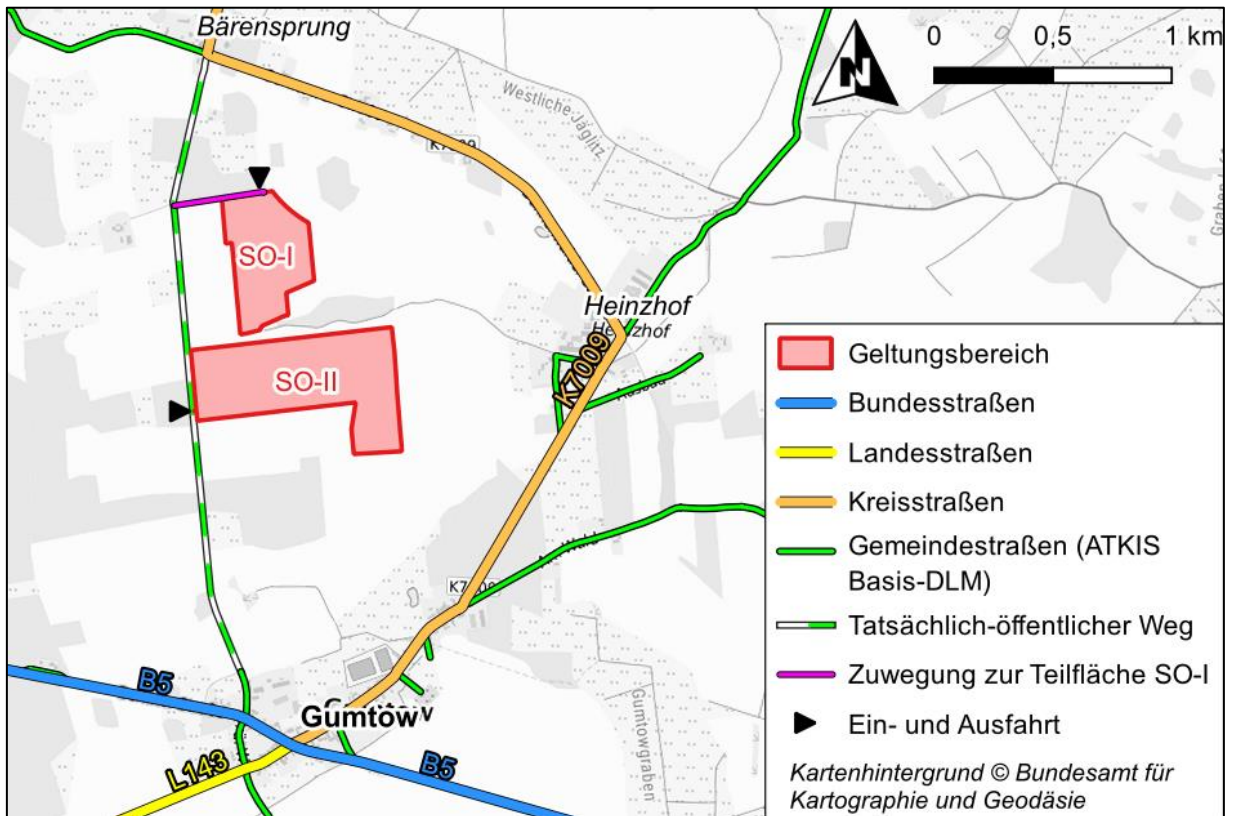 Bärensprung
N
0 0,5 1 km
Westliche Jäglitz
K7009
SO-I
Heinzhof
Heinzhof
K7009
Ausbau
SO-II
B5
Gumtow
L143
B5
Gumtowgraben
Geltungsbereich
Bundesstraßen
Landesstraßen
Kreisstraßen
Gemeindestraßen (ATKIS
Basis-DLM)
Tatsächlich-öffentlicher Weg
Zuwegung zur Teilfläche SO-I
Ein- und Ausfahrt
Kartenhintergrund © Bundesamt für
Kartographie und Geodäsie